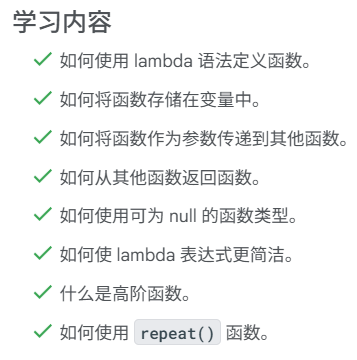 学习内容
如何使用 lambda 语法定义函数。
如何将函数存储在变量中。
如何将函数作为参数传递到其他函数。
如何从其他函数返回函数。
如何使用可为 null 的函数类型。
如何使 lambda 表达式更简洁。
什么是高阶函数。
如何使用 repeat() 函数。